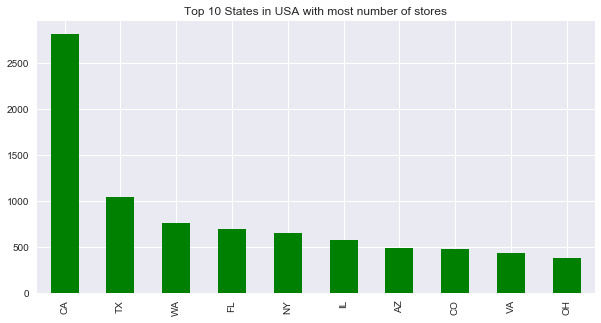 Top 10 States in USA with most number of stores
2500
2000
1500
1000
500
0
CA
TX
WA
FL
NY
IL
AZ
CO
VA
OH